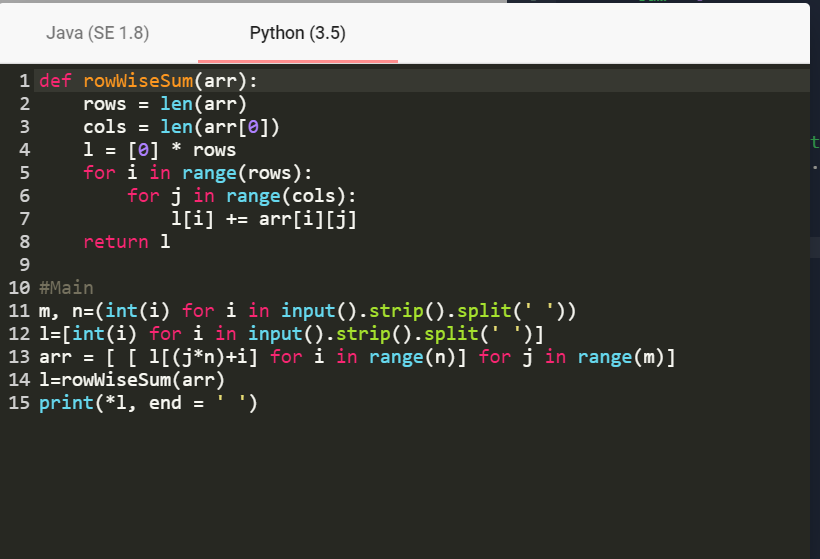 Java (SE 1.8) Python (3.5)
1 def rowWiseSum(arr):
2     rows = len(arr)
3     cols = len(arr[0])
4     l = [0] * rows
5     for i in range(rows):
6         for j in range(cols):
7             l[i] += arr[i][j]
8     return l
9
10 #Main
11 m, n=(int(i) for i in input().strip().split(' '))
12 l=[int(i) for i in input().strip().split(' ')]
13 arr = [ [ l[(j*n)+i] for i in range(n)] for j in range(m)]
14 l=rowWiseSum(arr)
15 print(*l, end = ' ')